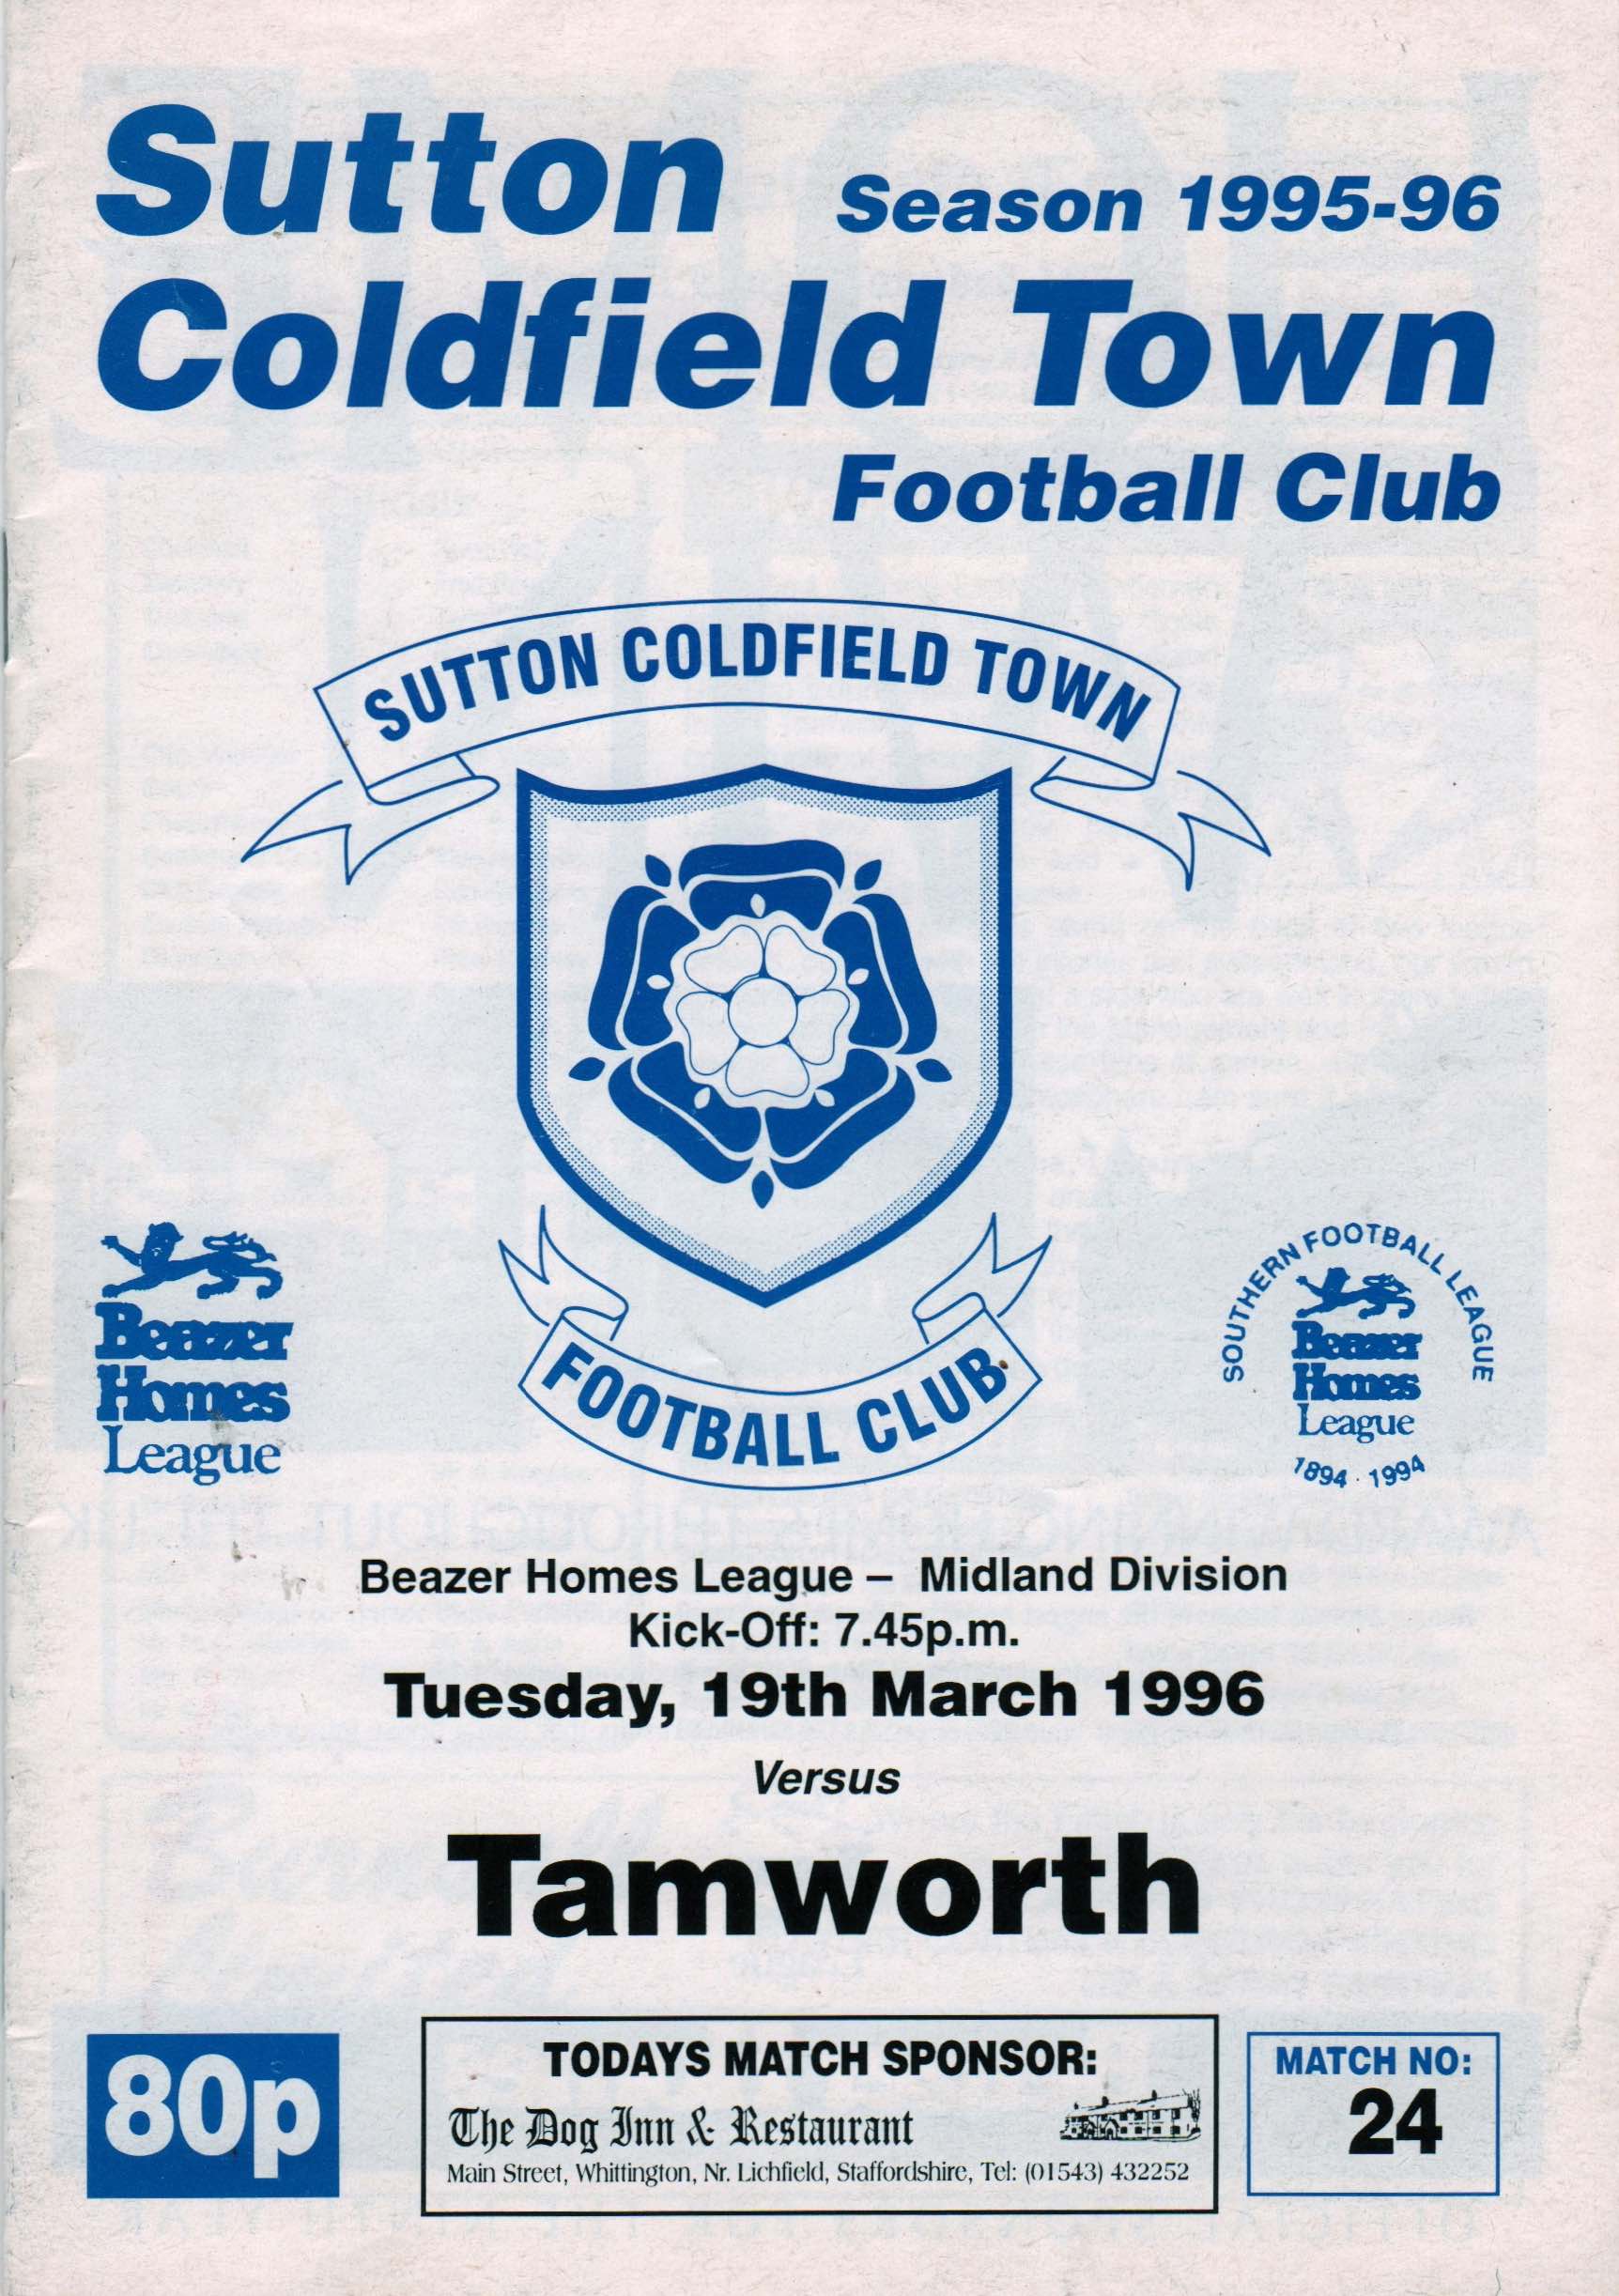 Sutton
Season 1995-96
Coldfield Town
Football Club
SUTTON COLDFIELD TOWN
FOOTBALL CLUB
Beazer
Homes
League
SOUTHERN FOOTBALL LEAGUE
Beazer
Homes
League
1894 . 1994
Beazer Homes League – Midland Division
Kick-Off: 7.45p.m.
Tuesday, 19th March 1996
Versus
Tamworth
80p
TODAYS MATCH SPONSOR:
The Dog Inn & Restaurant
Main Street, Whittington, Nr. Lichfield, Staffordshire, Tel: (01543) 432252
MATCH NO:
24